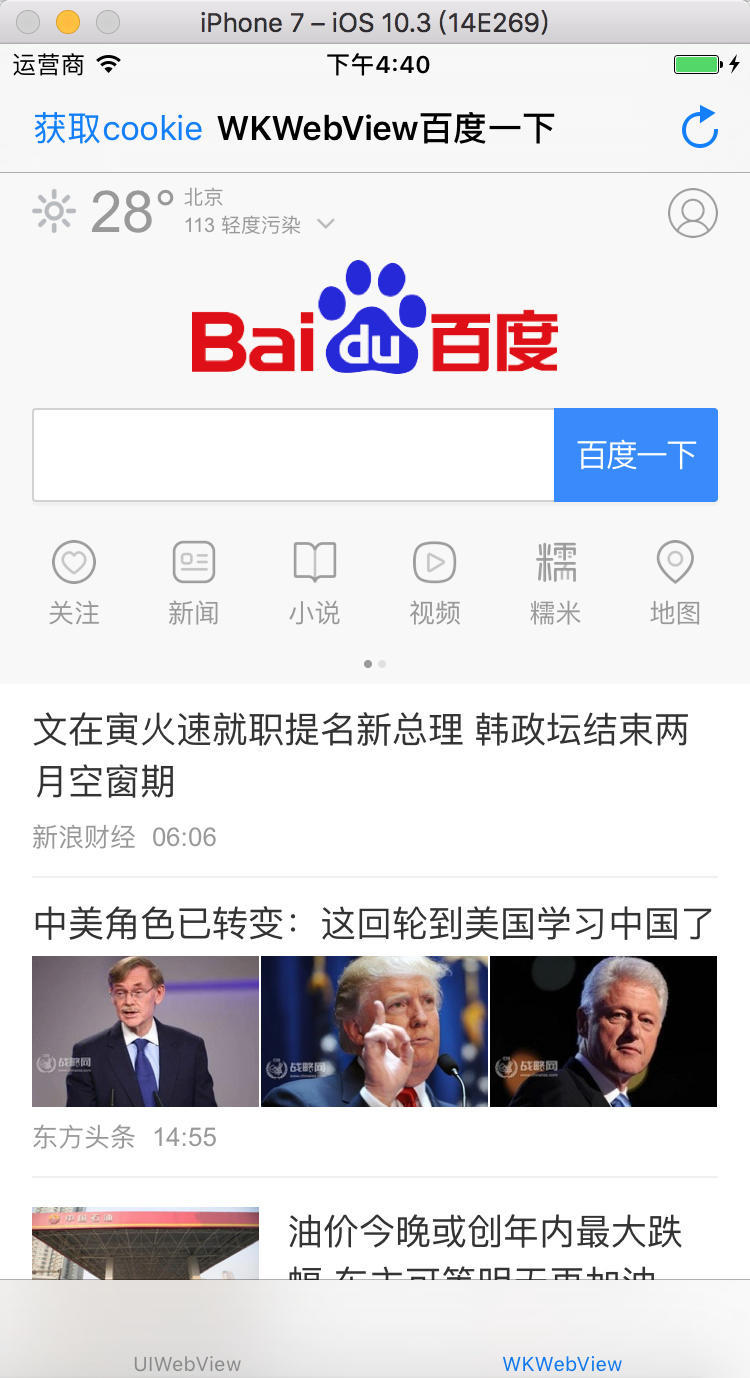 iPhone 7 – iOS 10.3 (14E269)
运营商 下午4:40
获取cookie WKWebView百度一下
28° 北京
113 轻度污染
Bai du 百度
百度一下
糯
关注 新闻 小说 视频 糯米 地图
文在寅火速就职提名新总理 韩政坛结束两
月空窗期
新浪财经 06:06
中美角色已转变：这回轮到美国学习中国了
战略网 战略网 战略网
东方头条 14:55
中国石油
油价今晚或创年内最大跌
UIWebView WKWebView